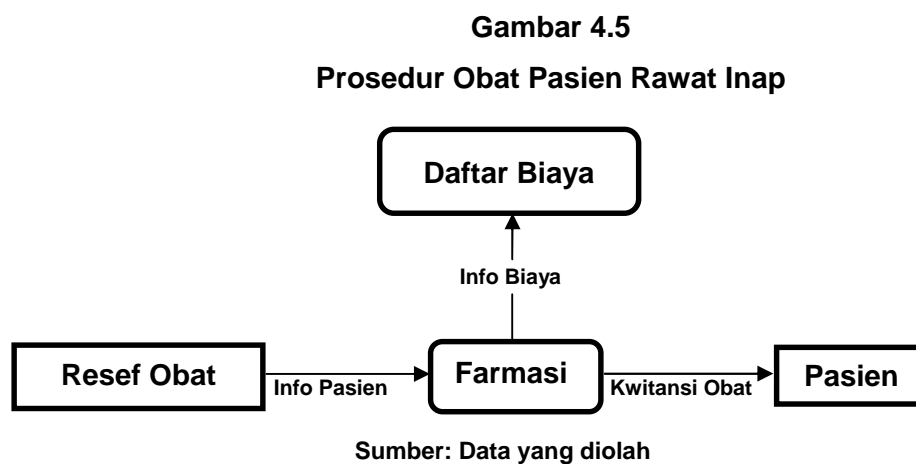 Gambar 4.5
Prosedur Obat Pasien Rawat Inap
Daftar Biaya
Info Biaya
Resef Obat
Info Pasien
Farmasi
Kwitansi Obat
Pasien
Sumber: Data yang diolah